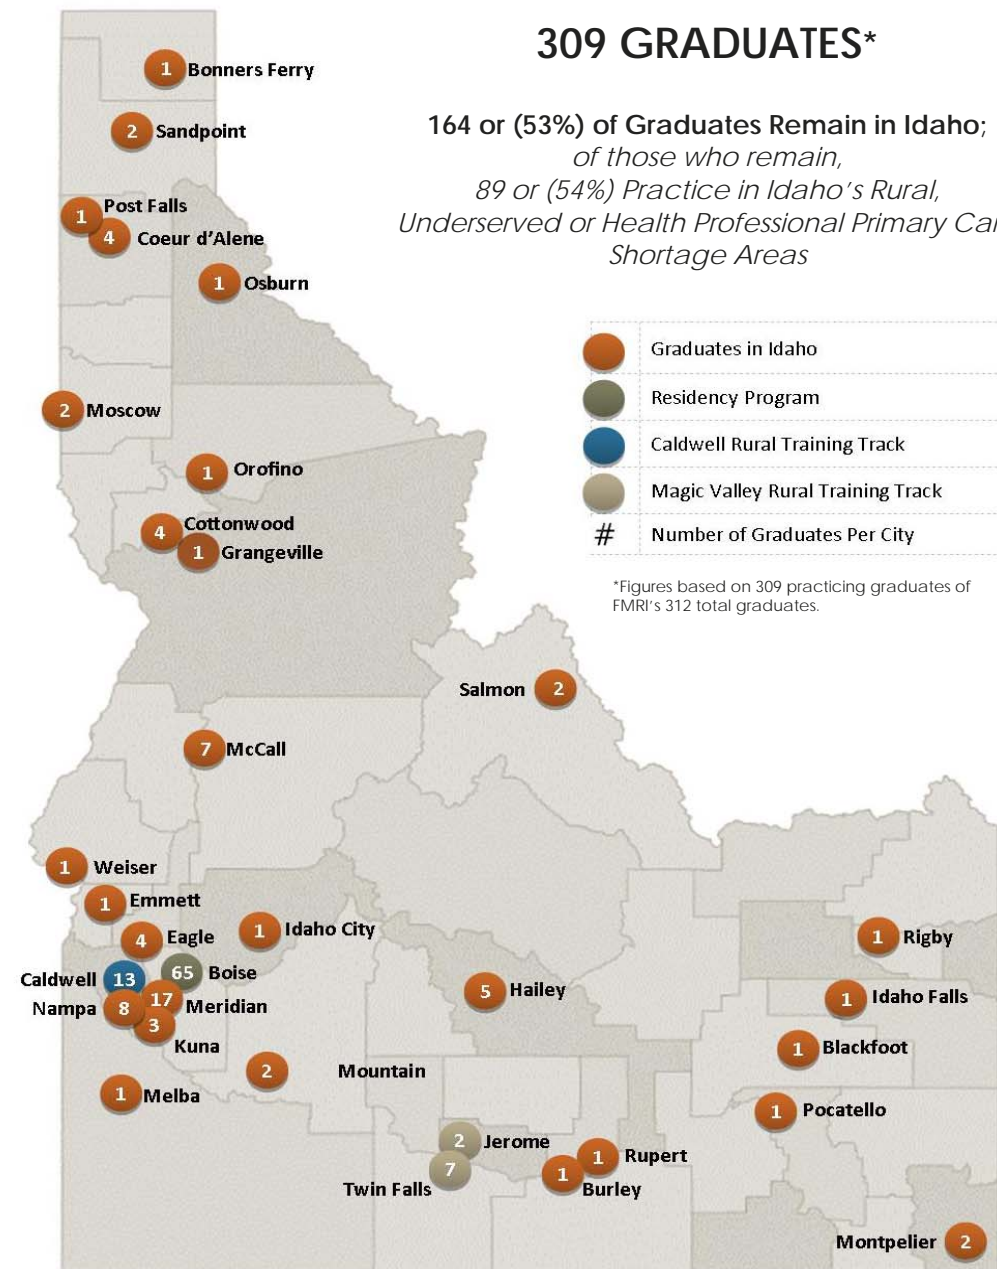 309 GRADUATES*
164 or (53%) of Graduates Remain in Idaho;
of those who remain,
89 or (54%) Practice in Idaho's Rural,
Underserved or Health Professional Primary Car
Shortage Areas
Graduates in Idaho
Residency Program
Caldwell Rural Training Track
Magic Valley Rural Training Track
# Number of Graduates Per City
*Figures based on 309 practicing graduates of
FMRI's 312 total graduates.
1 Bonners Ferry
2 Sandpoint
1 Post Falls
4 Coeur d'Alene
1 Osburn
2 Moscow
1 Orofino
4 Cottonwood
1 Grangeville
Salmon 2
7 McCall
1 Weiser
1 Emmett
4 Eagle
1 Idaho City
Caldwell 13
65 Boise
Nampa 8
17 Meridian
3 Kuna
1 Melba
2 Mountain
5 Hailey
1 Rigby
1 Idaho Falls
1 Blackfoot
1 Pocatello
2 Jerome
7 Twin Falls
1 Rupert
1 Burley
Montpelier 2